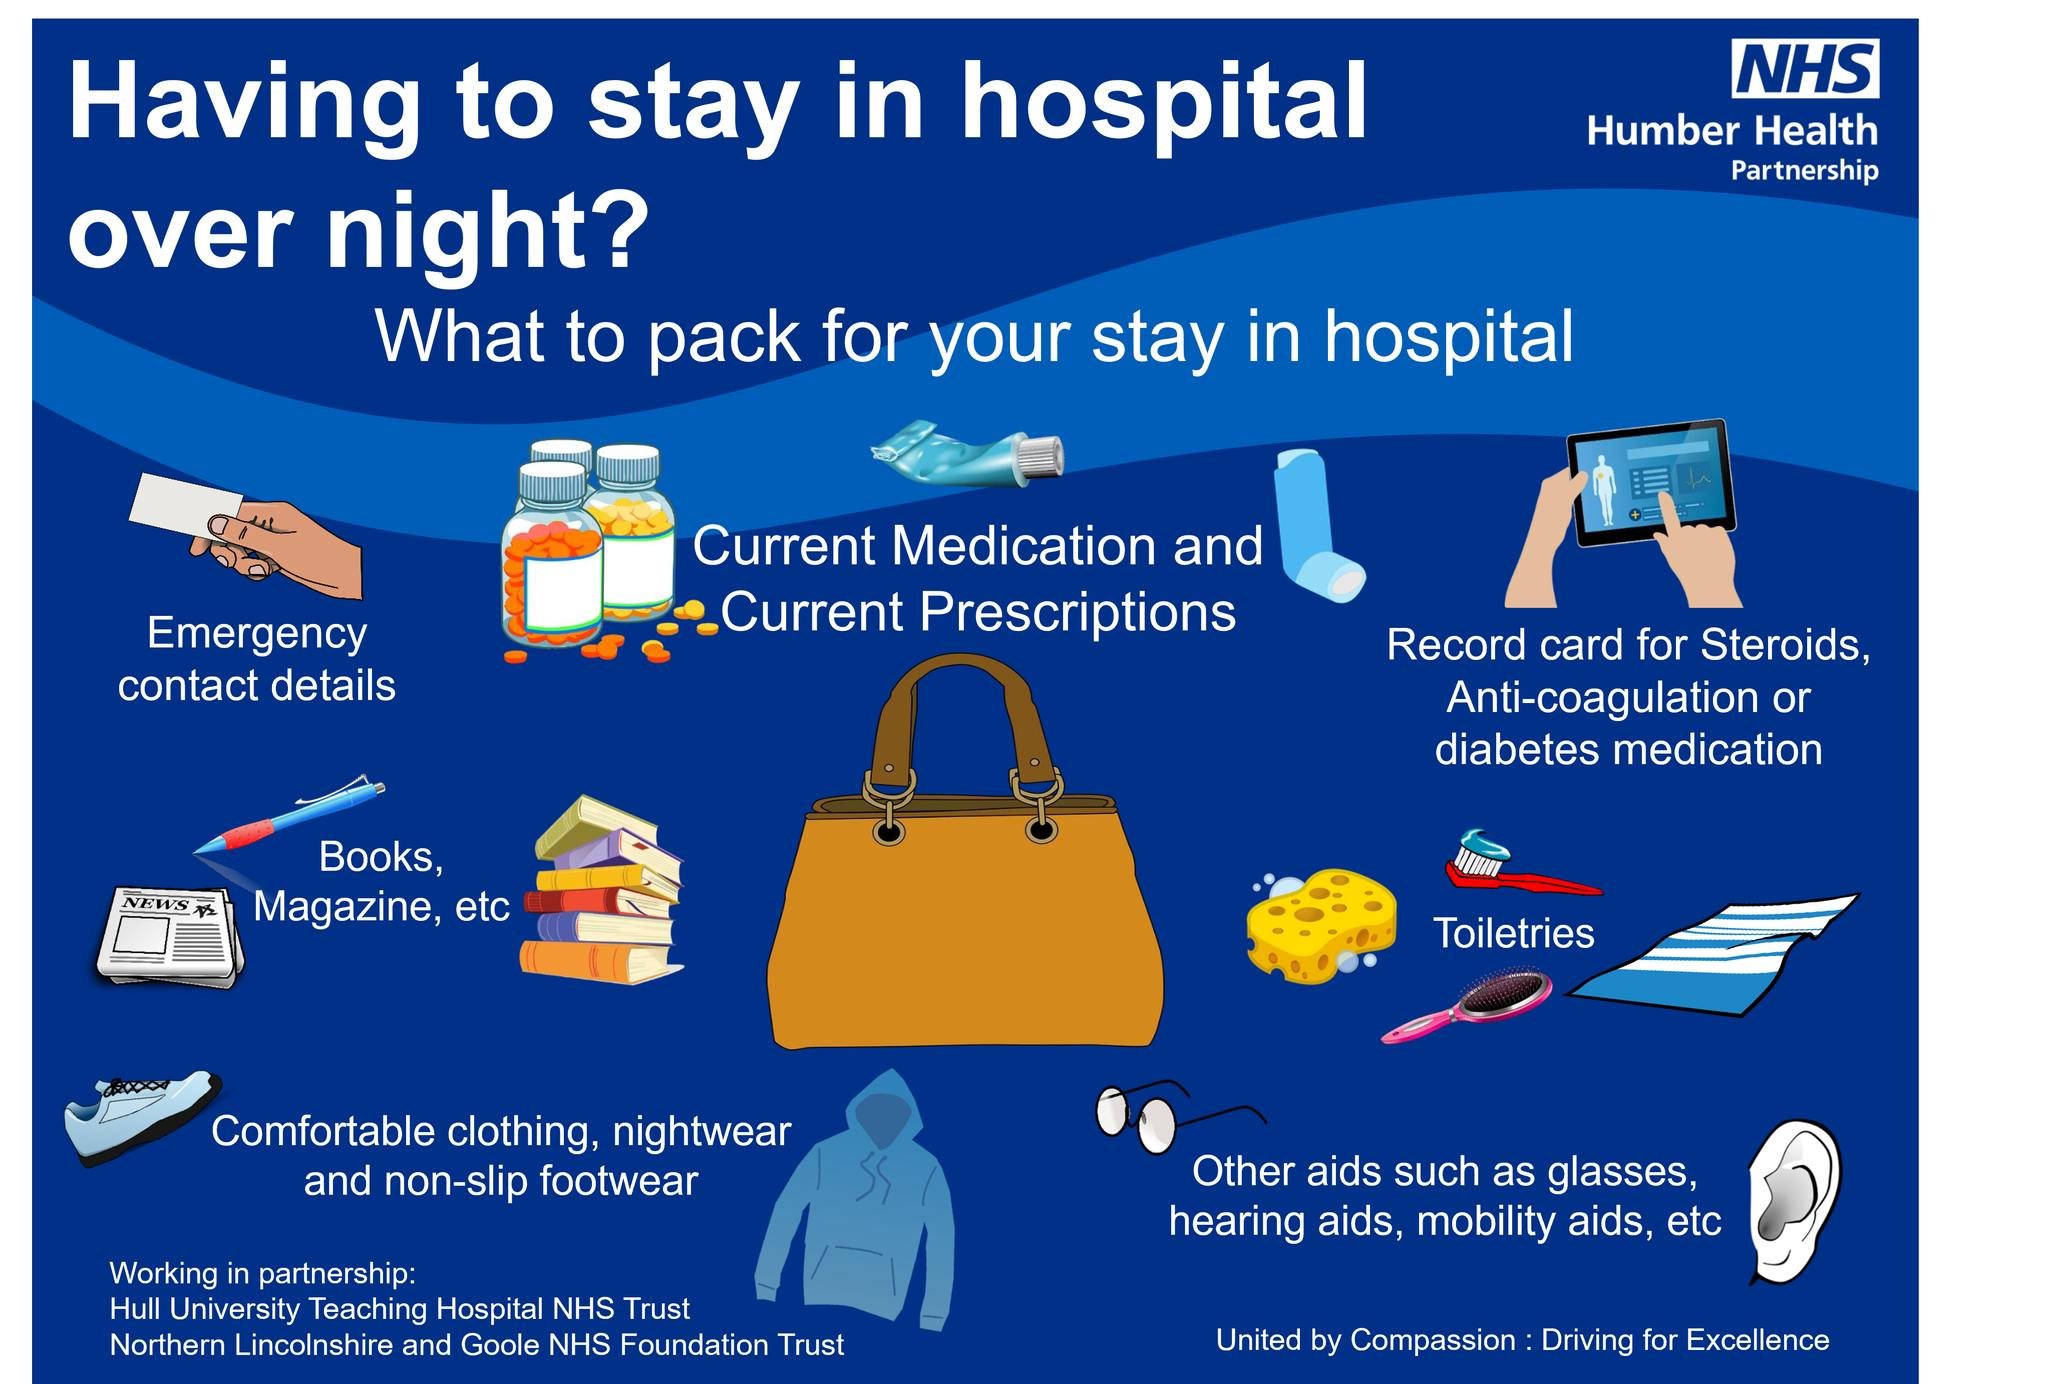 Having to stay in hospital
over night?
NHS
Humber Health
Partnership
What to pack for your stay in hospital
Emergency
contact details
Current Medication and
Current Prescriptions
Record card for Steroids,
Anti-coagulation or
diabetes medication
Books,
Magazine, etc
NEWS
Toiletries
Comfortable clothing, nightwear
and non-slip footwear
Other aids such as glasses,
hearing aids, mobility aids, etc
Working in partnership:
Hull University Teaching Hospital NHS Trust
Northern Lincolnshire and Goole NHS Foundation Trust
United by Compassion : Driving for Excellence